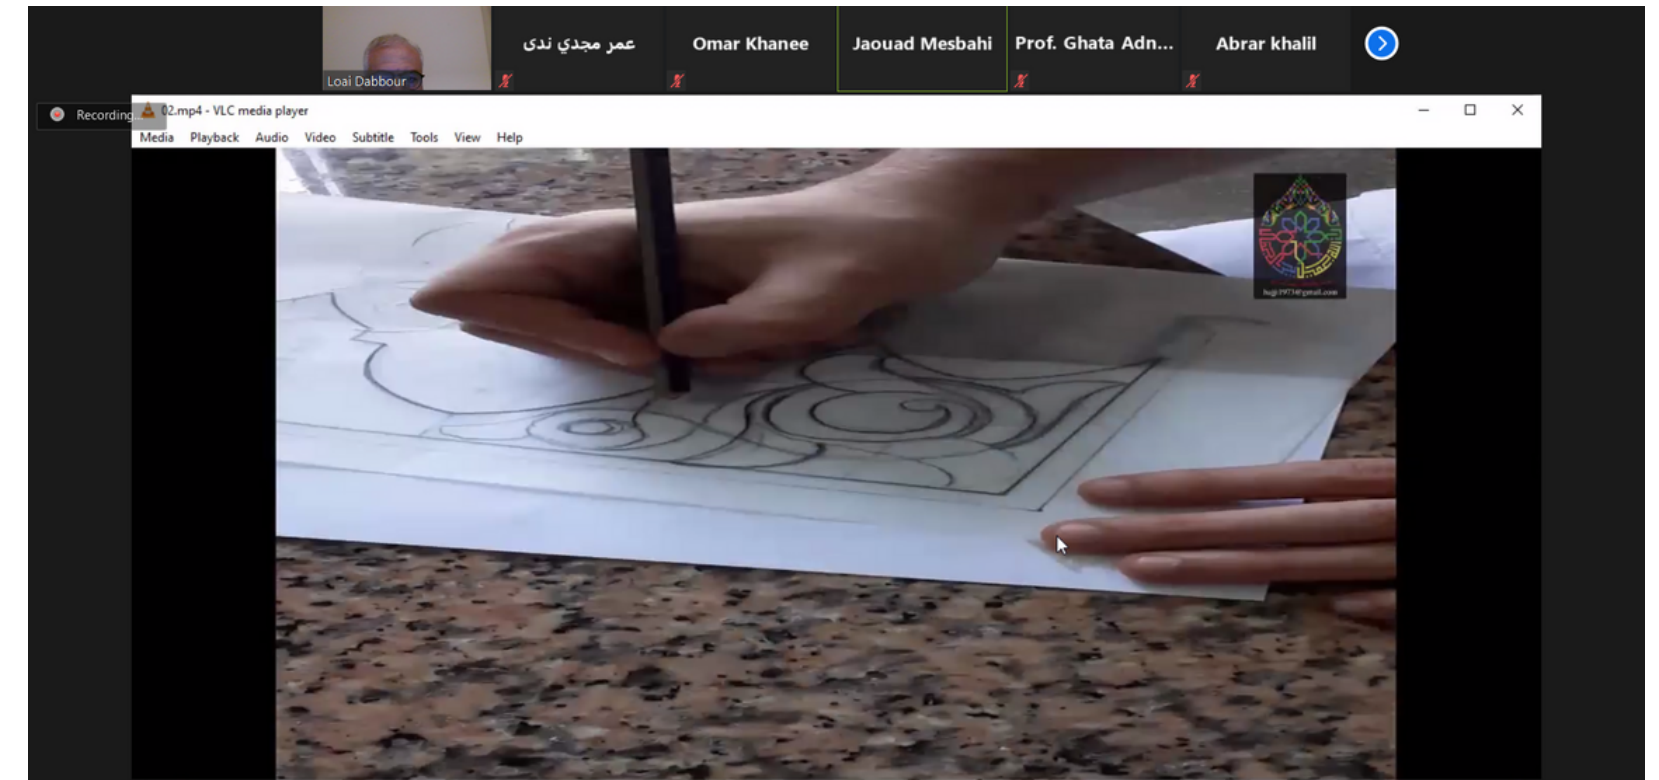 عمر مجدي ندى
Omar Khanee
Jaouad Mesbahi
Prof. Ghata Adn...
Abrar khalil
Loai Dabbour
Recording...
02.mp4 - VLC media player
Media Playback Audio Video Subtitle Tools View Help